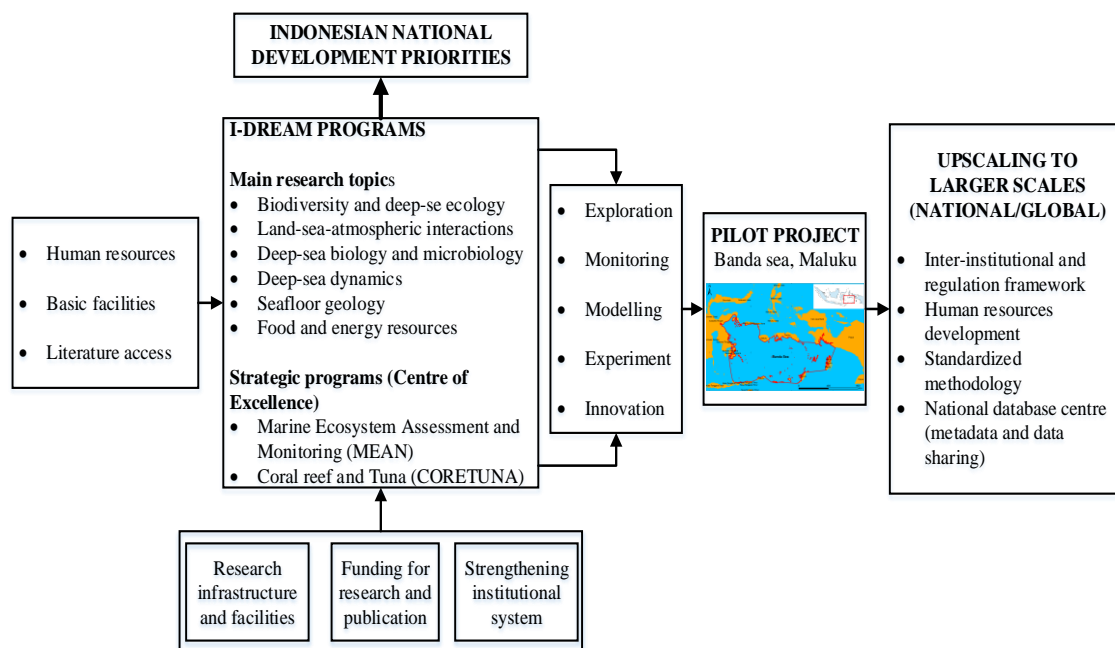 INDONESIAN NATIONAL
DEVELOPMENT PRIORITIES
I-DREAM PROGRAMS
Main research topics
• Biodiversity and deep-se ecology
• Land-sea-atmospheric interactions
• Deep-sea biology and microbiology
• Deep-sea dynamics
• Seafloor geology
• Food and energy resources
Strategic programs (Centre of
Excellence)
• Marine Ecosystem Assessment and
Monitoring (MEAN)
• Coral reef and Tuna (CORETUNA)
• Human resources
• Basic facilities
• Literature access
• Exploration
• Monitoring
• Modelling
• Experiment
• Innovation
PILOT PROJECT
Banda sea, Maluku
Banda Sea
UPSCALING TO
LARGER SCALES
(NATIONAL/GLOBAL)
• Inter-institutional and
regulation framework
• Human resources
development
• Standardized
methodology
• National database centre
(metadata and data
sharing)
Research
infrastructure
and facilities
Funding for
research and
publication
Strengthening
institutional
system